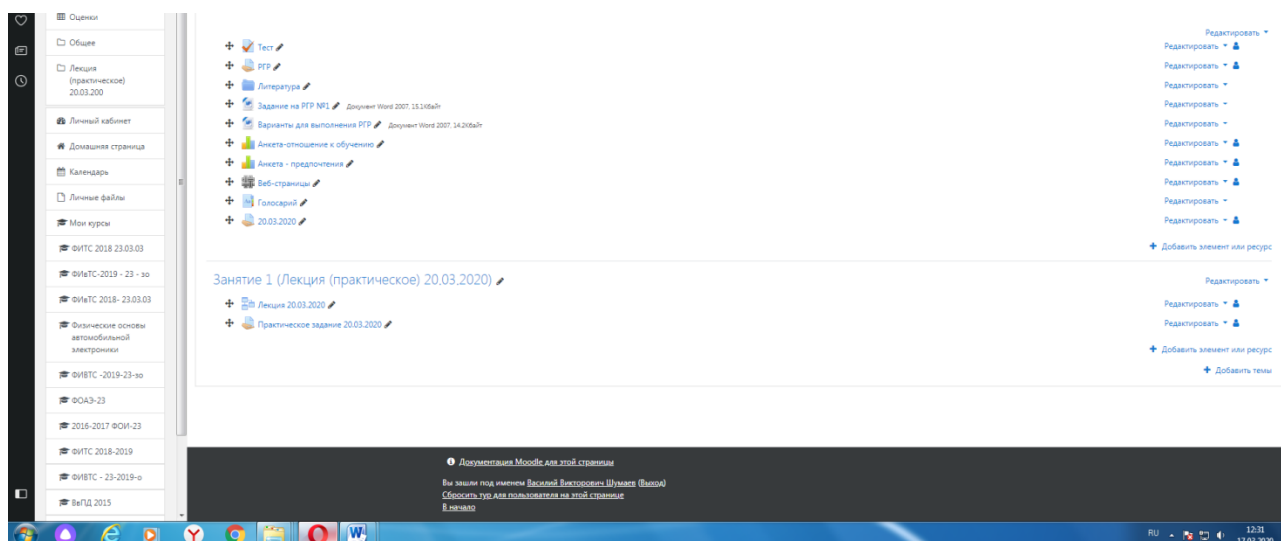 Оценки
Общее
Лекция
(практическое)
20.03.200
Личный кабинет
Домашняя страница
Календарь
Личные файлы
Мои курсы
ФИТС 2018 23.03.03
ФИвТС-2019 - 23 - зо
ФИвТС 2018- 23.03.03
Физические основы
автомобильной
электроники
ФИВТС -2019-23-зо
ФОАЭ-23
2016-2017 ФОИ-23
ФИТС 2018-2019
ФИВТС - 23-2019-о
ВвПД 2015
Редактировать
Тест Редактировать
РГР Редактировать
Литература Редактировать
Задание на РГР №1 Документ Word 2007, 15.1Кбайт Редактировать
Варианты для выполнения РГР Документ Word 2007, 14.2Кбайт Редактировать
Анкета-отношение к обучению Редактировать
Анкета - предпочтения Редактировать
Веб-страницы Редактировать
Голосарий Редактировать
20.03.2020 Редактировать
Добавить элемент или ресурс
Занятие 1 (Лекция (практическое) 20.03.2020) Редактировать
Лекция 20.03.2020 Редактировать
Практическое задание 20.03.2020 Редактировать
Добавить элемент или ресурс
Добавить темы
Документация Moodle для этой страницы
Вы зашли под именем Василий Викторович Шумаев (Выход)
Сбросить тур для пользователя на этой странице
В начало
RU 12:31